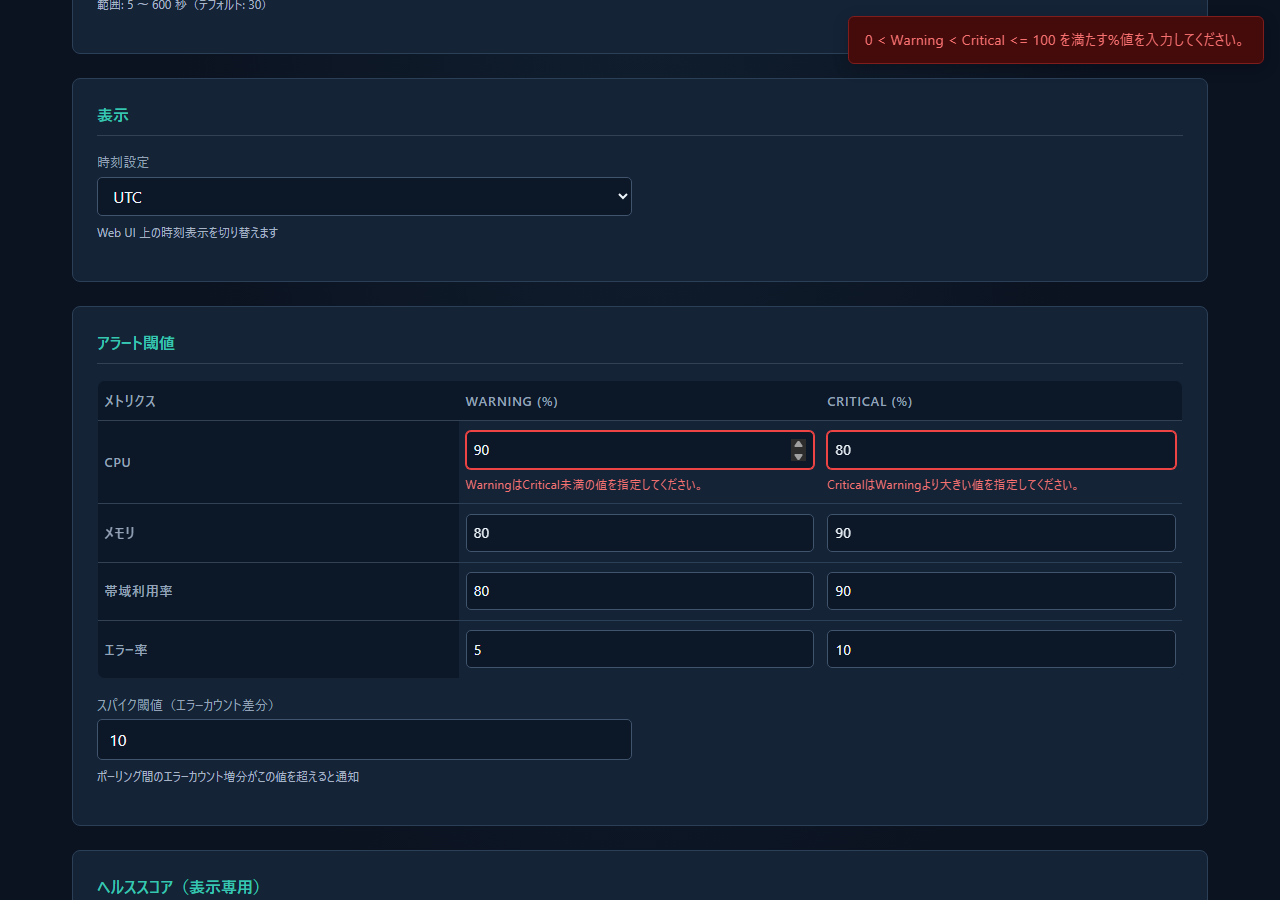 範囲: 5 ～ 600 秒（デフォルト: 30）
0 < Warning < Critical <= 100 を満たす%値を入力してください。
表示
時刻設定
UTC
Web UI 上の時刻表示を切り替えます
アラート閾値
メトリクス WARNING (%) CRITICAL (%)
CPU 90 80
WarningはCritical未満の値を指定してください。 CriticalはWarningより大きい値を指定してください。
メモリ 80 90
帯域利用率 80 90
エラー率 5 10
スパイク閾値（エラーカウント差分）
10
ポーリング間のエラーカウント増分がこの値を超えると通知
ヘルススコア（表示専用）